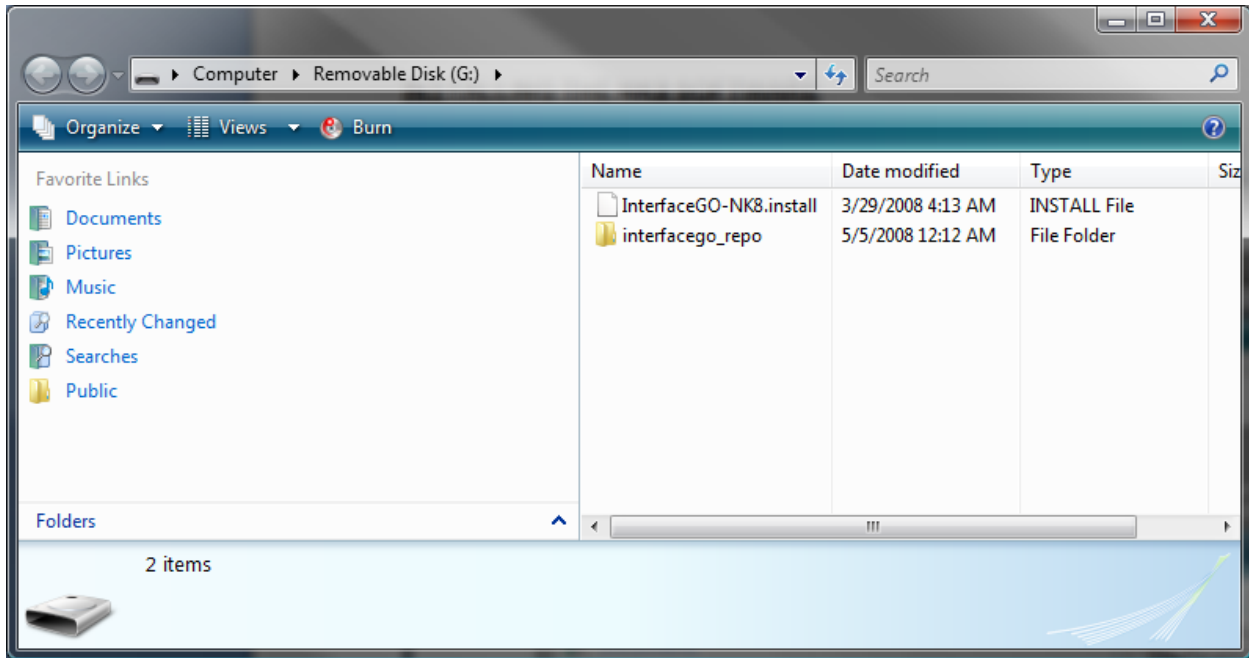 Computer Removable Disk (G:) Search
Organize Views Burn
Favorite Links
Documents
Pictures
Music
Recently Changed
Searches
Public
Folders
Name Date modified Type Siz
InterfaceGO-NK8.install 3/29/2008 4:13 AM INSTALL File
interfacego_repo 5/5/2008 12:12 AM File Folder
2 items